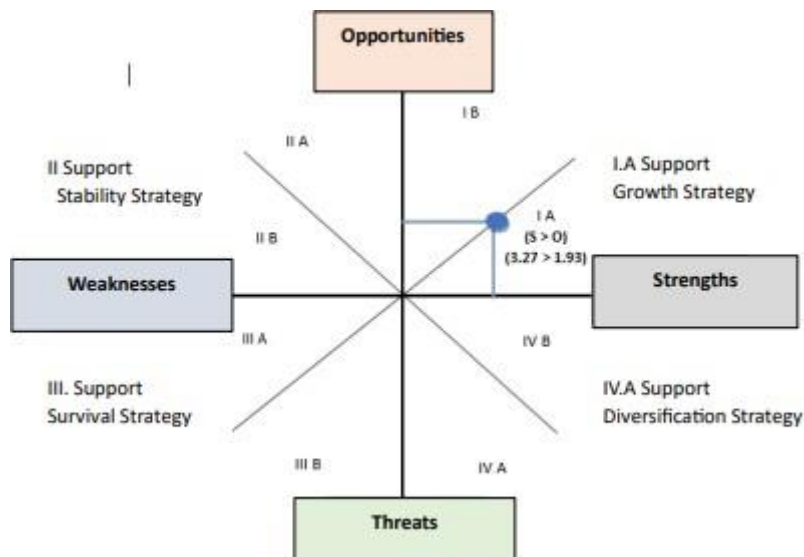 Opportunities
I B
II A
II Support
Stability Strategy
I.A Support
Growth Strategy
I A
(S > O)
(3.27 > 1.93)
II B
Weaknesses
Strengths
III A
IV B
III. Support
Survival Strategy
IV.A Support
Diversification Strategy
III B
IV A
Threats